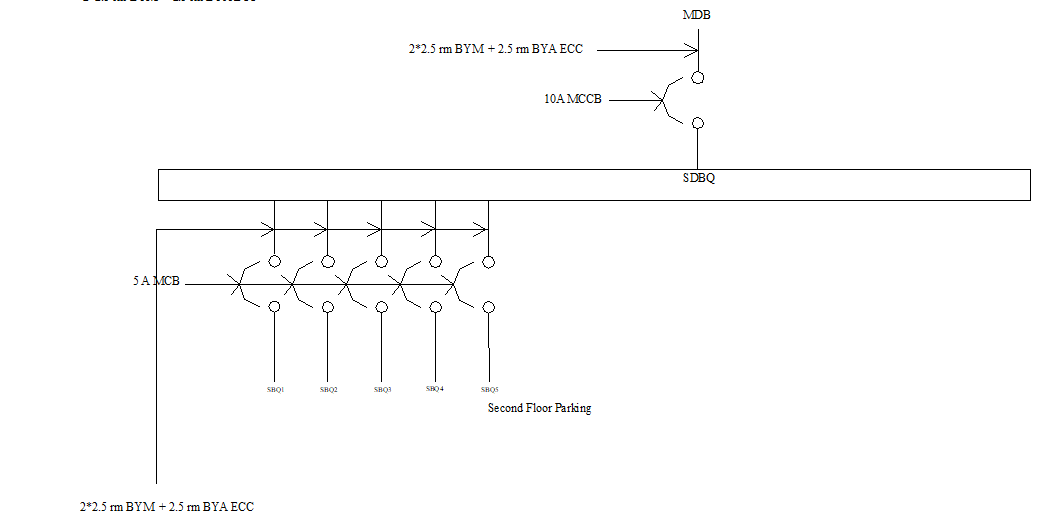 MDB
2*2.5 rm BYM + 2.5 rm BYA ECC
10A MCCB
SDBQ
5 A MCB
SBQ1 SBQ2 SBQ3 SBQ4 SBQ5
Second Floor Parking
2*2.5 rm BYM + 2.5 rm BYA ECC